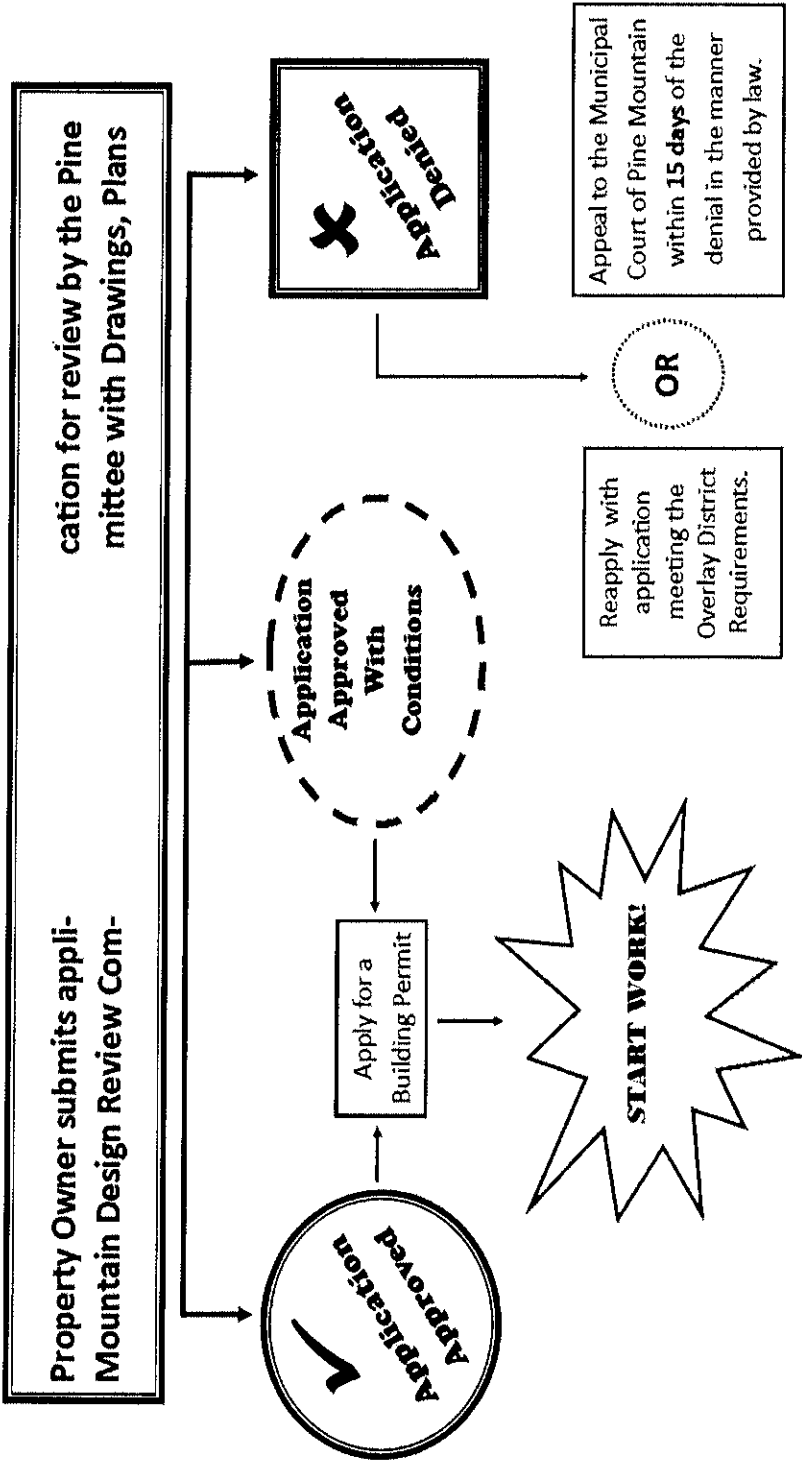 Property Owner submits appli- cation for review by the Pine
Mountain Design Review Com- mittee with Drawings, Plans
Application
Approved
Application
Approved
With
Conditions
Application
Denied
Apply for a
Building Permit
START WORK!
Reapply with
application
meeting the
Overlay District
Requirements.
OR
Appeal to the Municipal
Court of Pine Mountain
within 15 days of the
denial in the manner
provided by law.